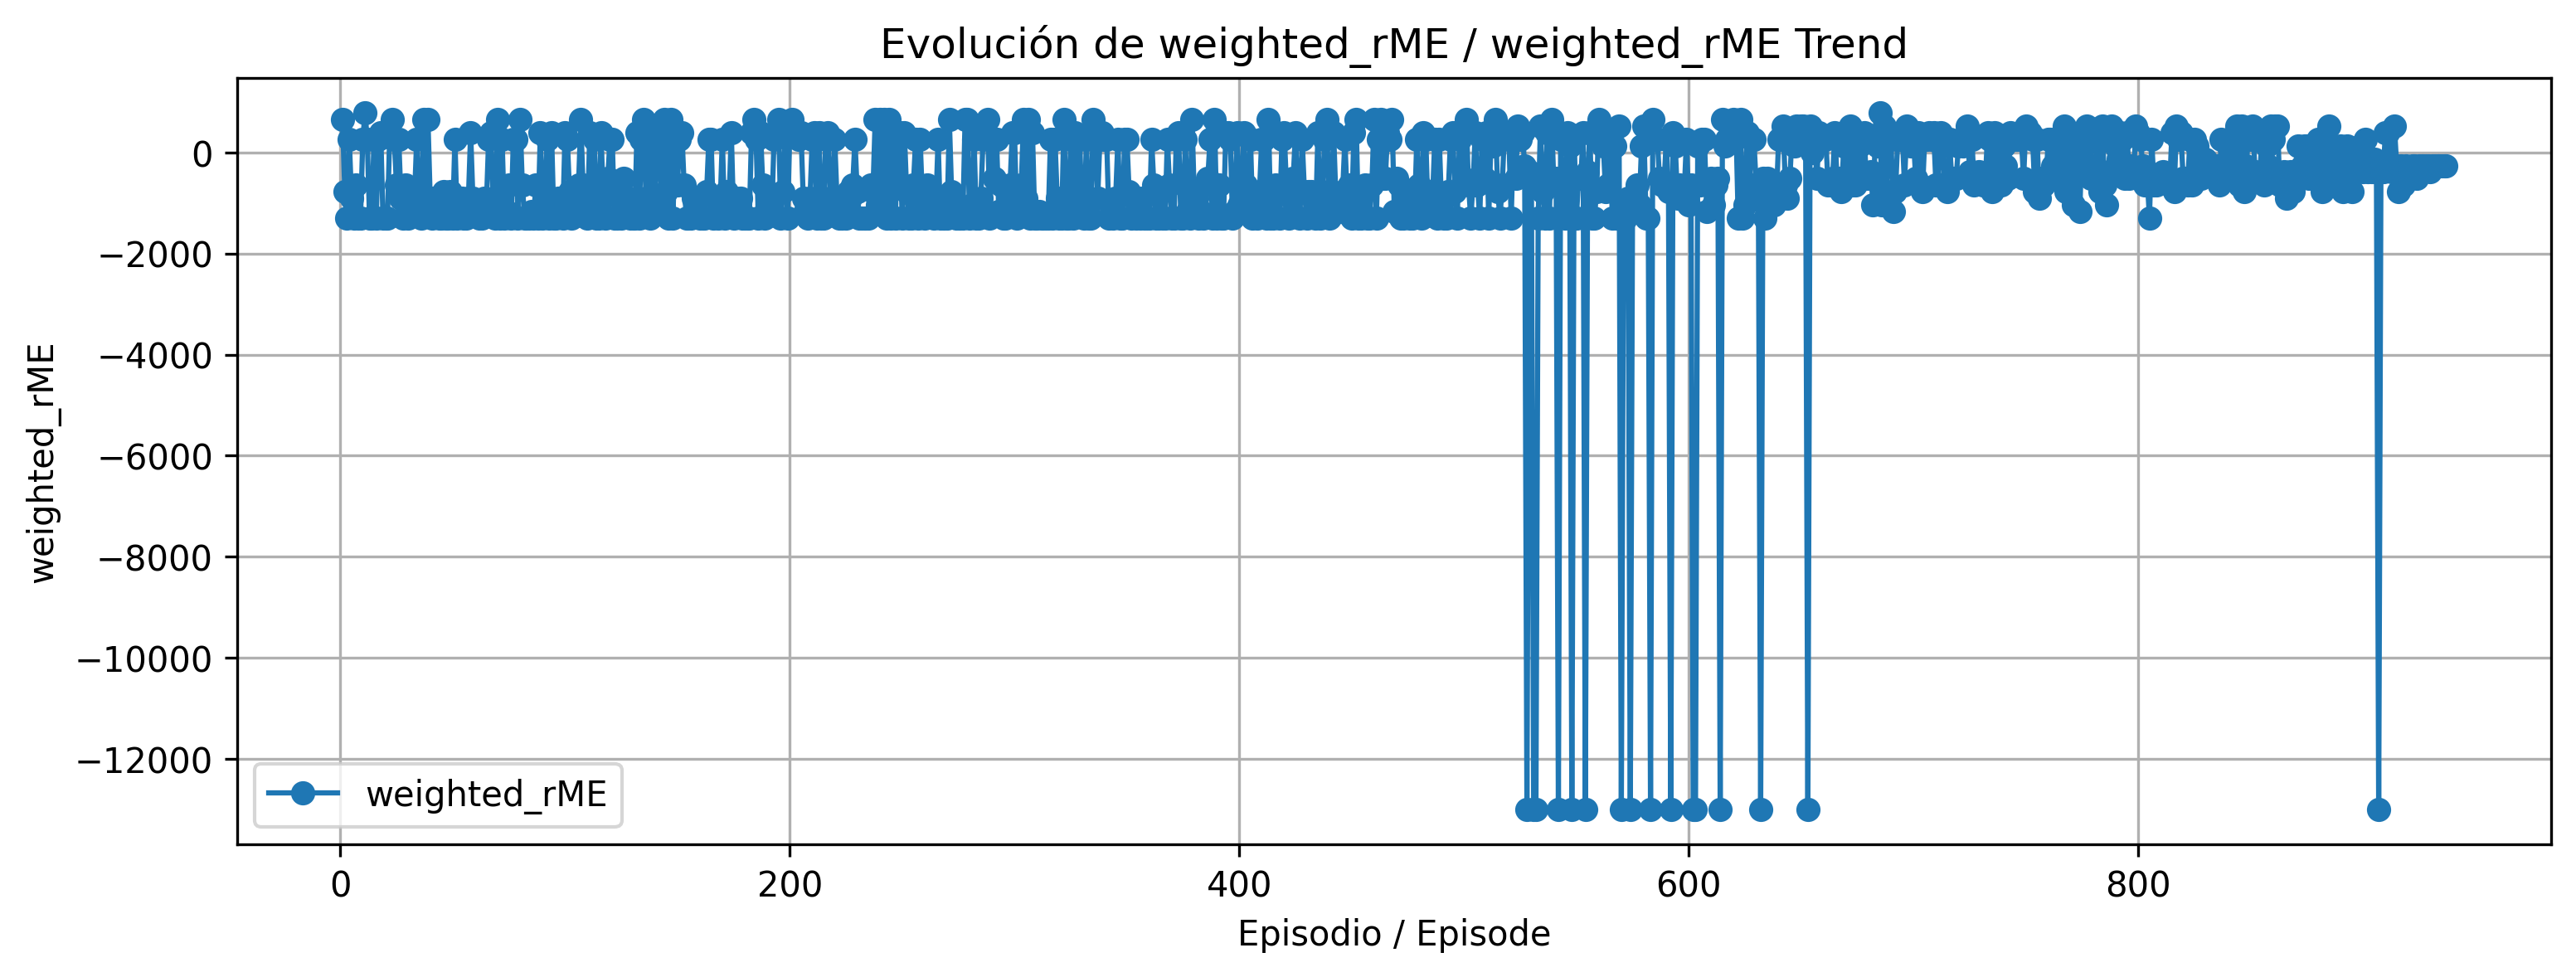 Evolución de weighted_rME / weighted_rME Trend
weighted_rME
0
−2000
−4000
−6000
−8000
−10000
−12000
weighted_rME
0 200 400 600 800
Episodio / Episode